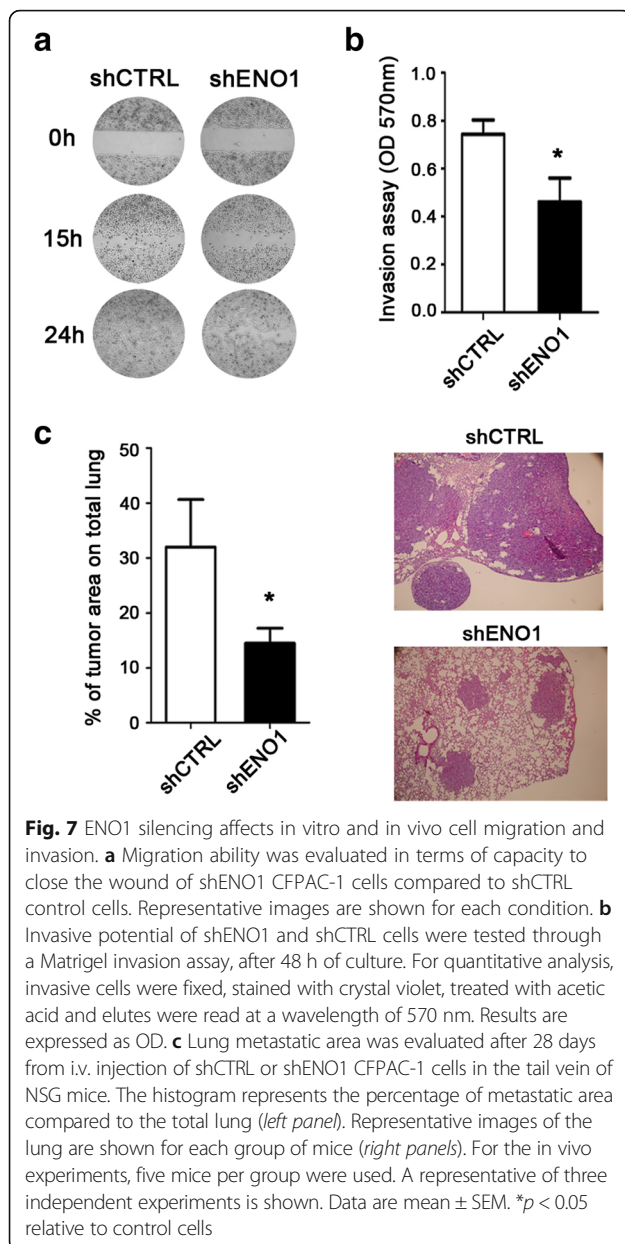 a
shCTRL shENO1
0h
15h
24h
b
Invasion assay (OD 570nm)
1.0
0.8
0.6
0.4
0.2
0.0
*
shCTRL
shENO1
c
% of tumor area on total lung
50
40
30
20
10
0
*
shCTRL
shENO1
shCTRL
shENO1
Fig. 7 ENO1 silencing affects in vitro and in vivo cell migration and
invasion. a Migration ability was evaluated in terms of capacity to
close the wound of shENO1 CFPAC-1 cells compared to shCTRL
control cells. Representative images are shown for each condition. b
Invasive potential of shENO1 and shCTRL cells were tested through
a Matrigel invasion assay, after 48 h of culture. For quantitative analysis,
invasive cells were fixed, stained with crystal violet, treated with acetic
acid and elutes were read at a wavelength of 570 nm. Results are
expressed as OD. c Lung metastatic area was evaluated after 28 days
from i.v. injection of shCTRL or shENO1 CFPAC-1 cells in the tail vein of
NSG mice. The histogram represents the percentage of metastatic area
compared to the total lung (left panel). Representative images of the
lung are shown for each group of mice (right panels). For the in vivo
experiments, five mice per group were used. A representative of three
independent experiments is shown. Data are mean ± SEM. *p < 0.05
relative to control cells